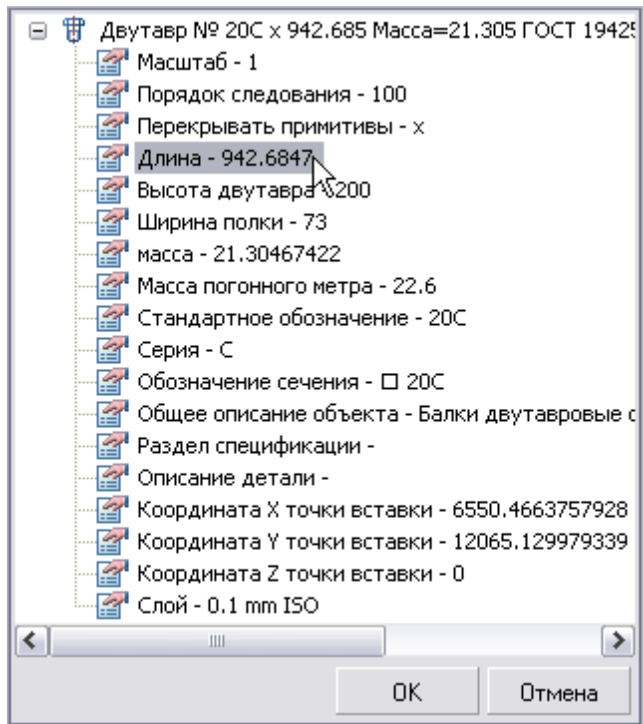 Двутавр № 20С x 942.685 Масса=21.305 ГОСТ 19425
Масштаб - 1
Порядок следования - 100
Перекрывать примитивы - x
Длина - 942.6847
Высота двутавра - 200
Ширина полки - 73
масса - 21.30467422
Масса погонного метра - 22.6
Стандартное обозначение - 20С
Серия - С
Обозначение сечения - □ 20С
Общее описание объекта - Балки двутавровые с
Раздел спецификации -
Описание детали -
Координата X точки вставки - 6550.4663757928
Координата Y точки вставки - 12065.129979339
Координата Z точки вставки - 0
Слой - 0.1 mm ISO
ОК
Отмена